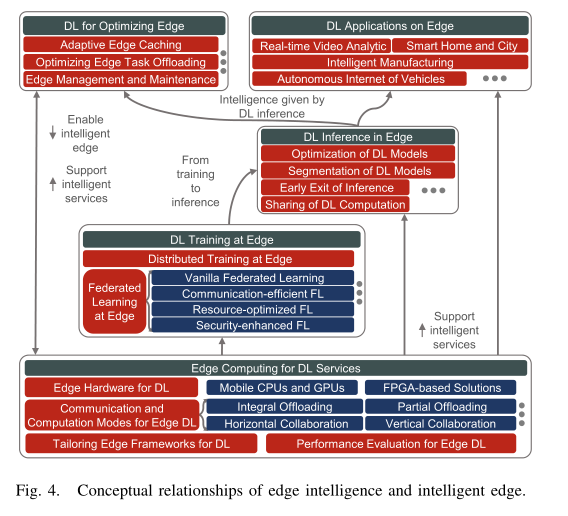 DL for Optimizing Edge
Adaptive Edge Caching
Optimizing Edge Task Offloading
Edge Management and Maintenance
DL Applications on Edge
Real-time Video Analytic
Smart Home and City
Intelligent Manufacturing
Autonomous Internet of Vehicles
Intelligence given by
DL inference
Enable
intelligent
edge
Support
intelligent
services
From
training
to
inference
DL Inference in Edge
Optimization of DL Models
Segmentation of DL Models
Early Exit of Inference
Sharing of DL Computation
DL Training at Edge
Distributed Training at Edge
Federated
Learning
at Edge
Vanilla Federated Learning
Communication-efficient FL
Resource-optimized FL
Security-enhanced FL
Support
intelligent
services
Edge Computing for DL Services
Edge Hardware for DL
Mobile CPUs and GPUs
FPGA-based Solutions
Communication and
Computation Modes for Edge DL
Integral Offloading
Partial Offloading
Horizontal Collaboration
Vertical Collaboration
Tailoring Edge Frameworks for DL
Performance Evaluation for Edge DL
Fig. 4. Conceptual relationships of edge intelligence and intelligent edge.